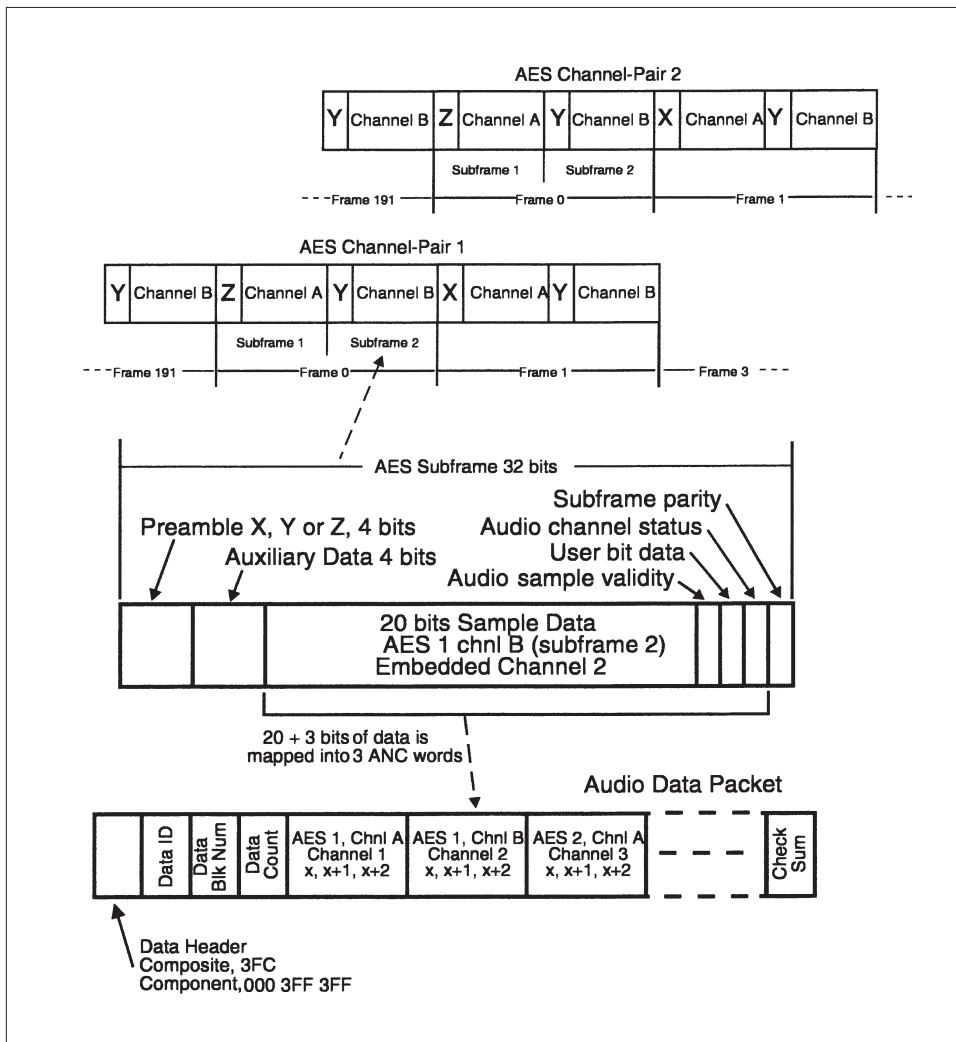 AES Channel-Pair 2
Y Channel B Z Channel A Y Channel B X Channel A Y Channel B
Subframe 1 Subframe 2
Frame 191 Frame 0 Frame 1
AES Channel-Pair 1
Y Channel B Z Channel A Y Channel B X Channel A Y Channel B
Subframe 1 Subframe 2
Frame 191 Frame 0 Frame 1 Frame 3
AES Subframe 32 bits
Subframe parity
Preamble X, Y or Z, 4 bits
Audio channel status
User bit data
Auxiliary Data 4 bits
Audio sample validity
20 bits Sample Data
AES 1 chnl B (subframe 2)
Embedded Channel 2
20 + 3 bits of data is
mapped into 3 ANC words
Audio Data Packet
Data ID
Data
Blk Num
Data
Count
AES 1, Chnl A
Channel 1
x, x+1, x+2
AES 1, Chnl B
Channel 2
x, x+1, x+2
AES 2, Chnl A
Channel 3
x, x+1, x+2
Check
Sum
Data Header
Composite, 3FC
Component, 000 3FF 3FF